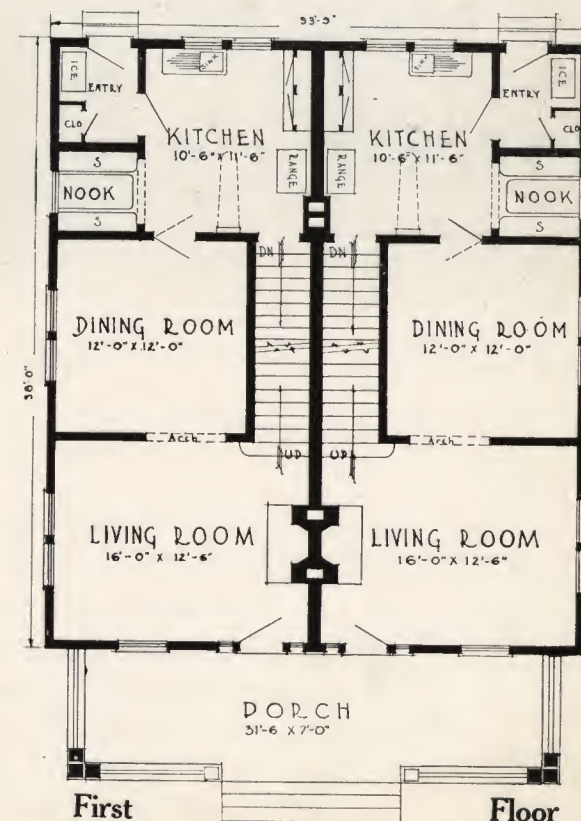 33'-9"
ICE
ENTRY
CLO
SINK
KITCHEN
10'-6" X 11'-6"
RANGE
S
NOOK
S
SINK
KITCHEN
10'-6" X 11'-6"
RANGE
ENTRY
ICE
CLO
S
NOOK
S
38'-0"
DN
DN
DINING ROOM
12'-0" X 12'-0"
DINING ROOM
12'-0" X 12'-0"
Arch
UP
UP
Arch
LIVING ROOM
16'-0" X 12'-6"
LIVING ROOM
16'-0" X 12'-6"
PORCH
31'-6 X 7'-0"
First Floor